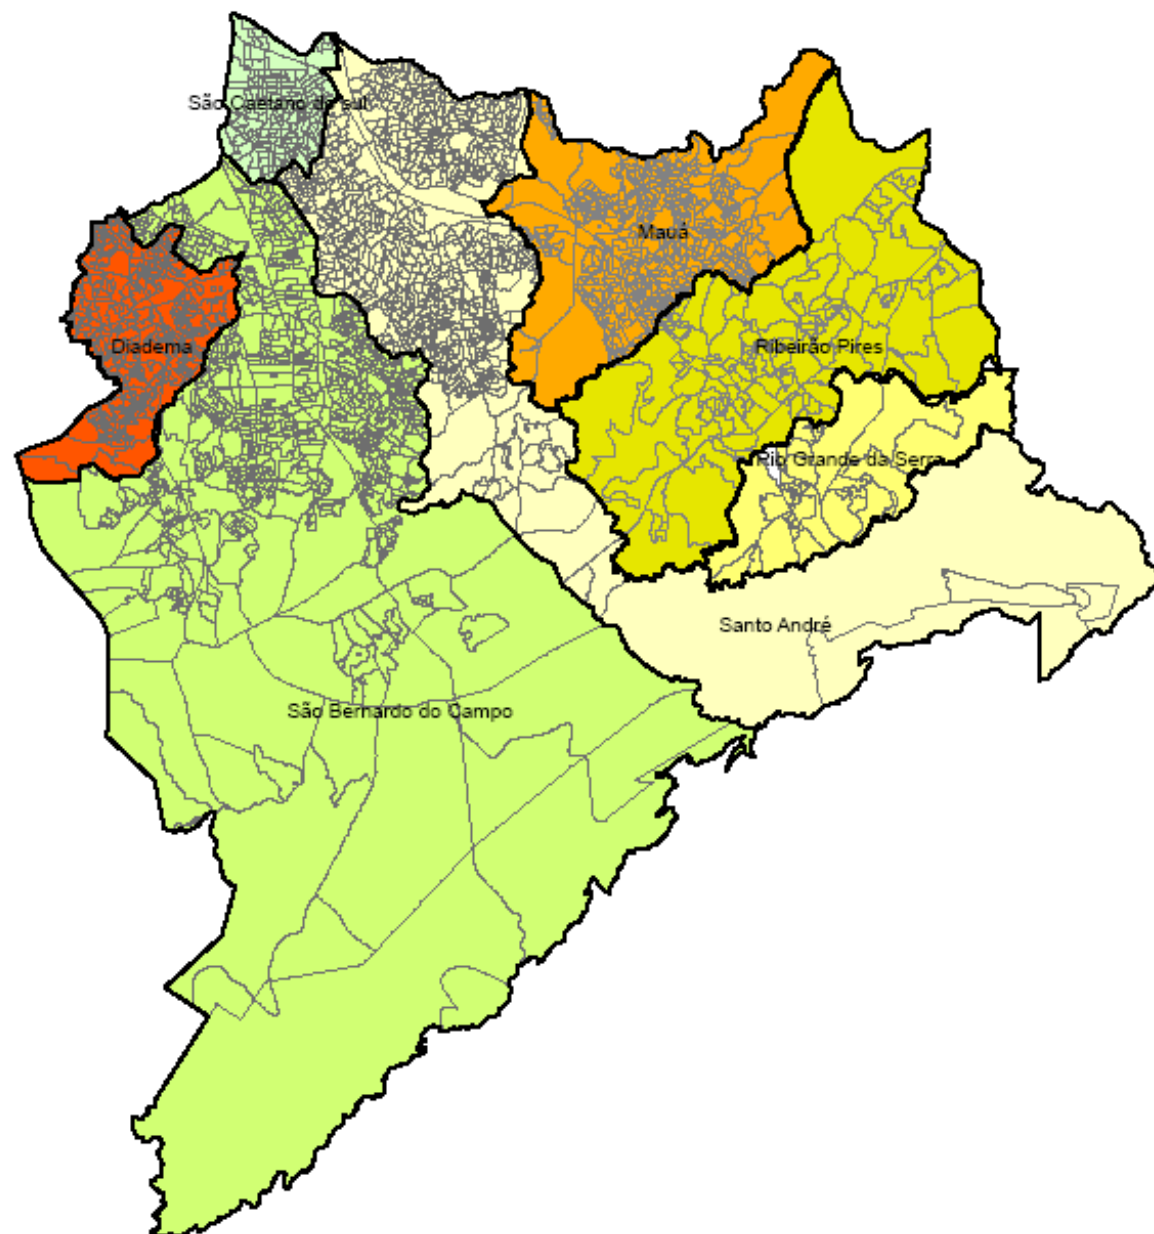 São Caetano do sul
Mauá
Diadema
Ribeirão Pires
Rio Grande da Serra
Santo André
São Bernardo do Campo